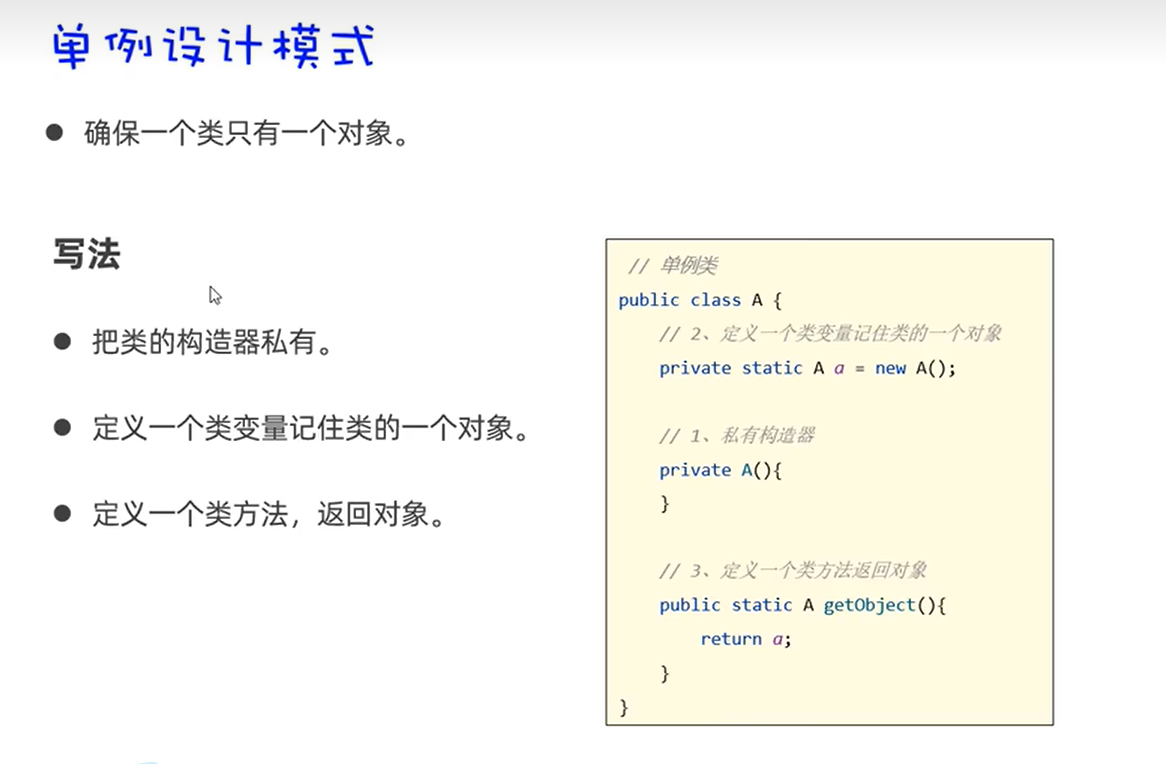 单例设计模式
● 确保一个类只有一个对象。
写法
● 把类的构造器私有。
● 定义一个类变量记住类的一个对象。
● 定义一个类方法，返回对象。
// 单例类
public class A {
// 2、定义一个类变量记住类的一个对象
private static A a = new A();
// 1、私有构造器
private A(){
}
// 3、定义一个类方法返回对象
public static A getObject(){
return a;
}
}